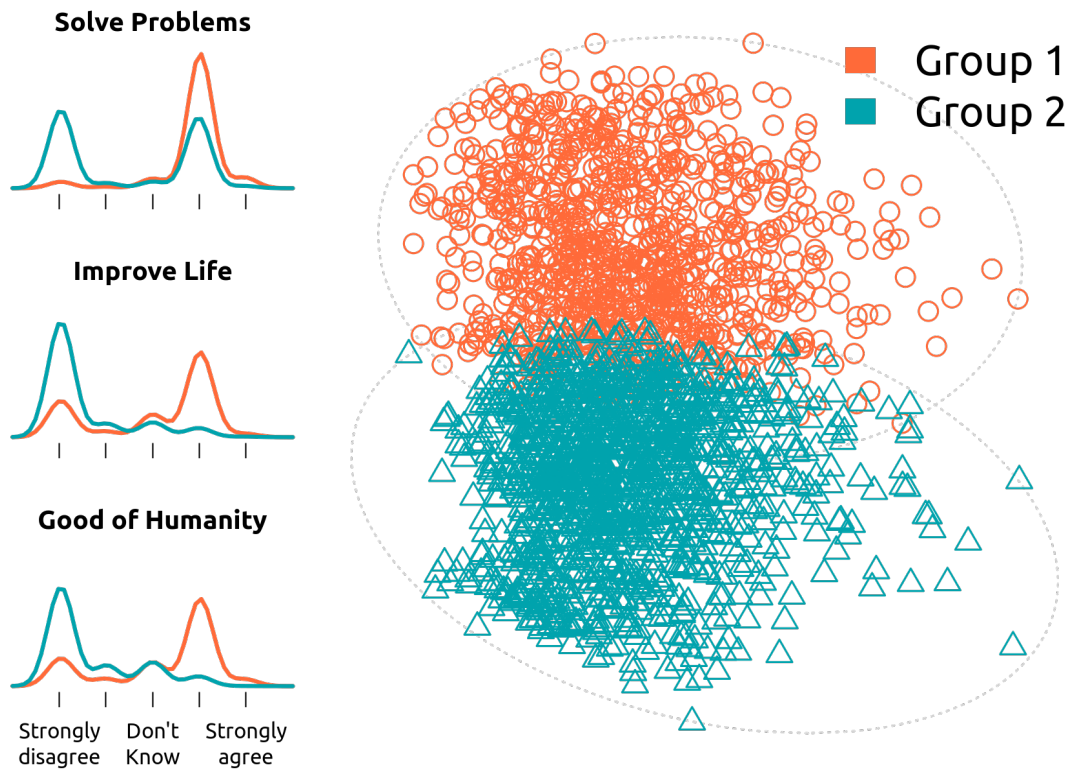 Solve Problems
Group 1
Group 2
Improve Life
Good of Humanity
Strongly disagree
Don't Know
Strongly agree